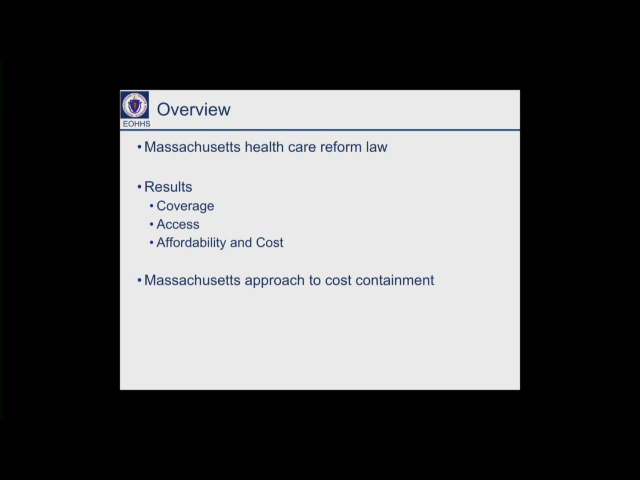 Overview
EOHHS
•Massachusetts health care reform law
•Results
•Coverage
•Access
•Affordability and Cost
•Massachusetts approach to cost containment